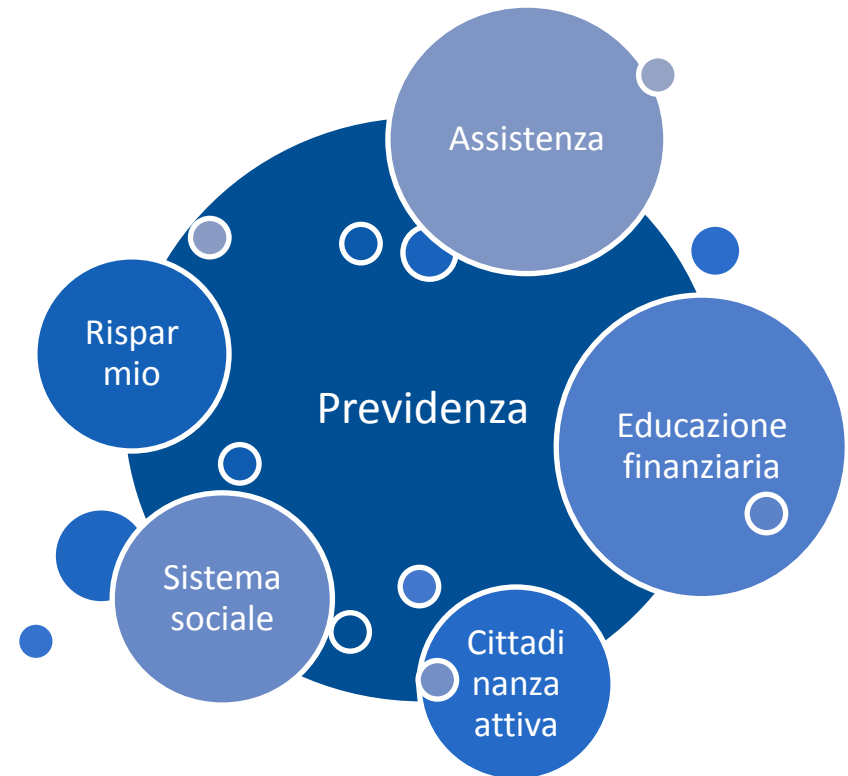 Assistenza
Rispar
mio
Previdenza
Educazione
finanziaria
Sistema
sociale
Cittadi
nanza
attiva